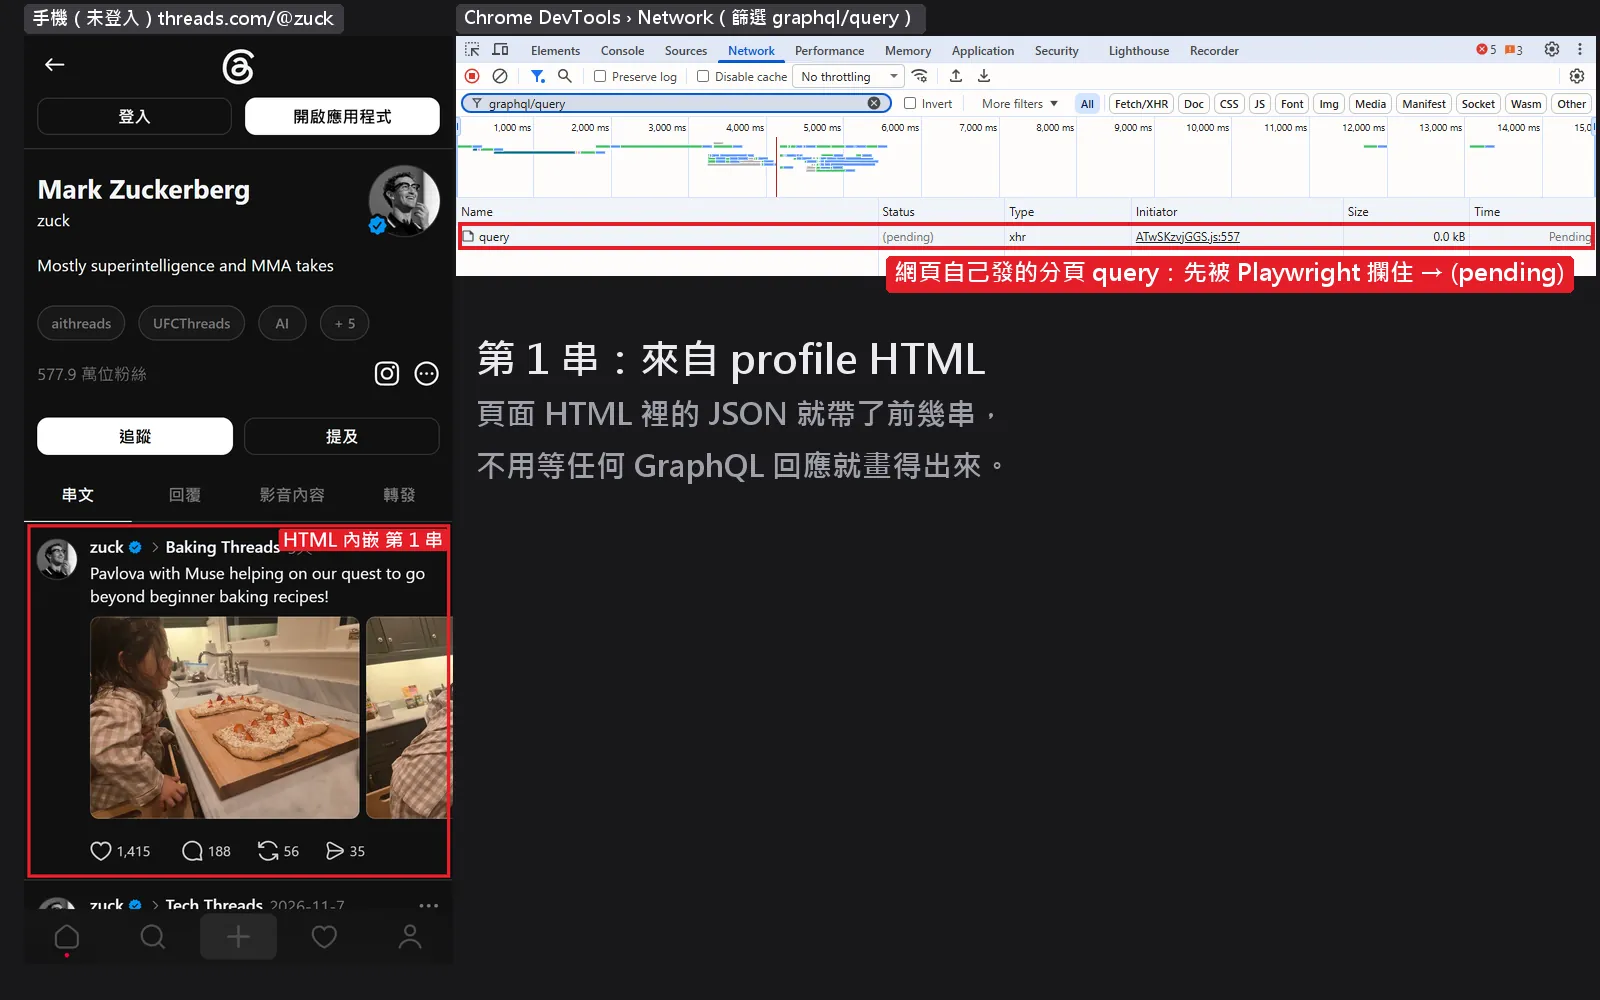 手機（未登入）threads.com/@zuck
Chrome DevTools › Network（篩選 graphql/query）
登入
開啟應用程式
Mark Zuckerberg
zuck
Mostly superintelligence and MMA takes
aithreads
UFCThreads
AI
+ 5
577.9 萬位粉絲
追蹤
提及
串文
回覆
影音內容
轉發
HTML 內嵌 第 1 串
zuck > Baking Threads
Pavlova with Muse helping on our quest to go
beyond beginner baking recipes!
1,415
188
56
35
zuck > Tech Threads 2026-11-7
Elements
Console
Sources
Network
Performance
Memory
Application
Security
Lighthouse
Recorder
5
3
Preserve log
Disable cache
No throttling
graphql/query
Invert
More filters
All
Fetch/XHR
Doc
CSS
JS
Font
Img
Media
Manifest
Socket
Wasm
Other
1,000 ms
2,000 ms
3,000 ms
4,000 ms
5,000 ms
6,000 ms
7,000 ms
8,000 ms
9,000 ms
10,000 ms
11,000 ms
12,000 ms
13,000 ms
14,000 ms
15,0
Name
Status
Type
Initiator
Size
Time
query
(pending)
xhr
ATwSKzvjGGS.js:557
0.0 kB
Pending
網頁自己發的分頁 query：先被 Playwright 攔住 → (pending)
第 1 串：來自 profile HTML
頁面 HTML 裡的 JSON 就帶了前幾串，
不用等任何 GraphQL 回應就畫得出來。